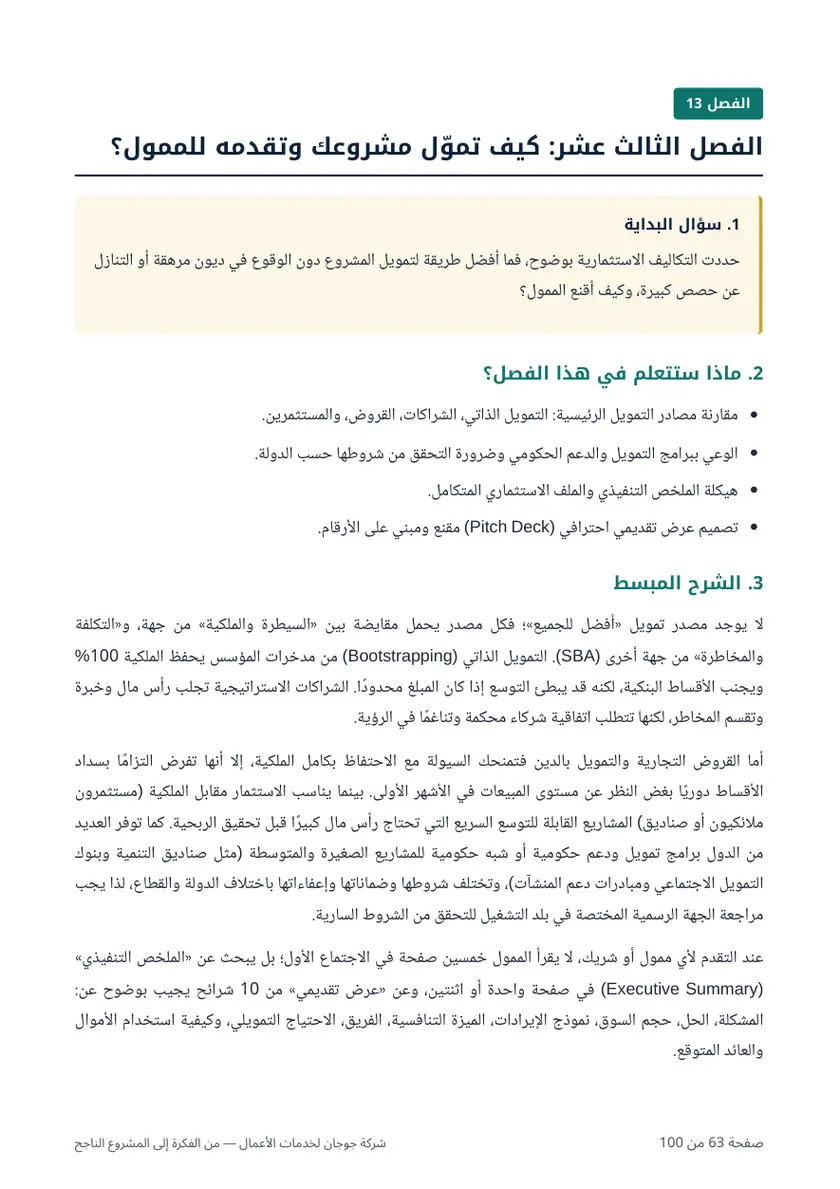 الفصل 13
الفصل الثالث عشر: كيف تموّل مشروعك وتقدمه للممول؟
1. سؤال البداية
حددت التكاليف الاستثمارية بوضوح، فما أفضل طريقة لتمويل المشروع دون الوقوع في ديون مرهقة أو التنازل
عن حصص كبيرة، وكيف أقنع الممول؟
2. ماذا ستتعلم في هذا الفصل؟
• مقارنة مصادر التمويل الرئيسية: التمويل الذاتي، الشراكات، القروض، والمستثمرين.
• الوعي ببرامج التمويل والدعم الحكومي وضرورة التحقق من شروطها حسب الدولة.
• هيكلة الملخص التنفيذي والملف الاستثماري المتكامل.
• تصميم عرض تقديمي احترافي (Pitch Deck) مقنع ومبني على الأرقام.
3. الشرح المبسط
لا يوجد مصدر تمويل «أفضل للجميع»؛ فكل مصدر يحمل مقايضة بين «السيطرة والملكية» من جهة، و«التكلفة
والمخاطرة» من جهة أخرى (SBA). التمويل الذاتي (Bootstrapping) من مدخرات المؤسس يحفظ الملكية 100%
ويجنب الأقساط البنكية، لكنه قد يبطئ التوسع إذا كان المبلغ محدودًا. الشراكات الاستراتيجية تجلب رأس مال وخبرة
وتقسم المخاطر، لكنها تتطلب اتفاقية شركاء محكمة وتناغمًا في الرؤية.
أما القروض التجارية والتمويل بالدين فتمنحك السيولة مع الاحتفاظ بكامل الملكية، إلا أنها تفرض التزامًا بسداد
الأقساط دوريًا بغض النظر عن مستوى المبيعات في الأشهر الأولى. بينما يناسب الاستثمار مقابل الملكية (مستثمرون
ملائكيون أو صناديق) المشاريع القابلة للتوسع السريع التي تحتاج رأس مال كبيرًا قبل تحقيق الربحية. كما توفر العديد
من الدول برامج تمويل ودعم حكومية أو شبه حكومية للمشاريع الصغيرة والمتوسطة (مثل صناديق التنمية وبنوك
التمويل الاجتماعي ومبادرات دعم المنشآت)، وتختلف شروطها وضماناتها وإعفاءاتها باختلاف الدولة والقطاع، لذا يجب
مراجعة الجهة الرسمية المختصة في بلد التشغيل للتحقق من الشروط السارية.
عند التقدم لأي ممول أو شريك، لا يقرأ الممول خمسين صفحة في الاجتماع الأول؛ بل يبحث عن «الملخص التنفيذي»
(Executive Summary) في صفحة واحدة أو اثنتين، وعن «عرض تقديمي» من 10 شرائح يجيب بوضوح عن:
المشكلة، الحل، حجم السوق، نموذج الإيرادات، الميزة التنافسية، الفريق، الاحتياج التمويلي، وكيفية استخدام الأموال
والعائد المتوقع.
صفحة 63 من 100
شركة جوجان لخدمات الأعمال — من الفكرة إلى المشروع الناجح